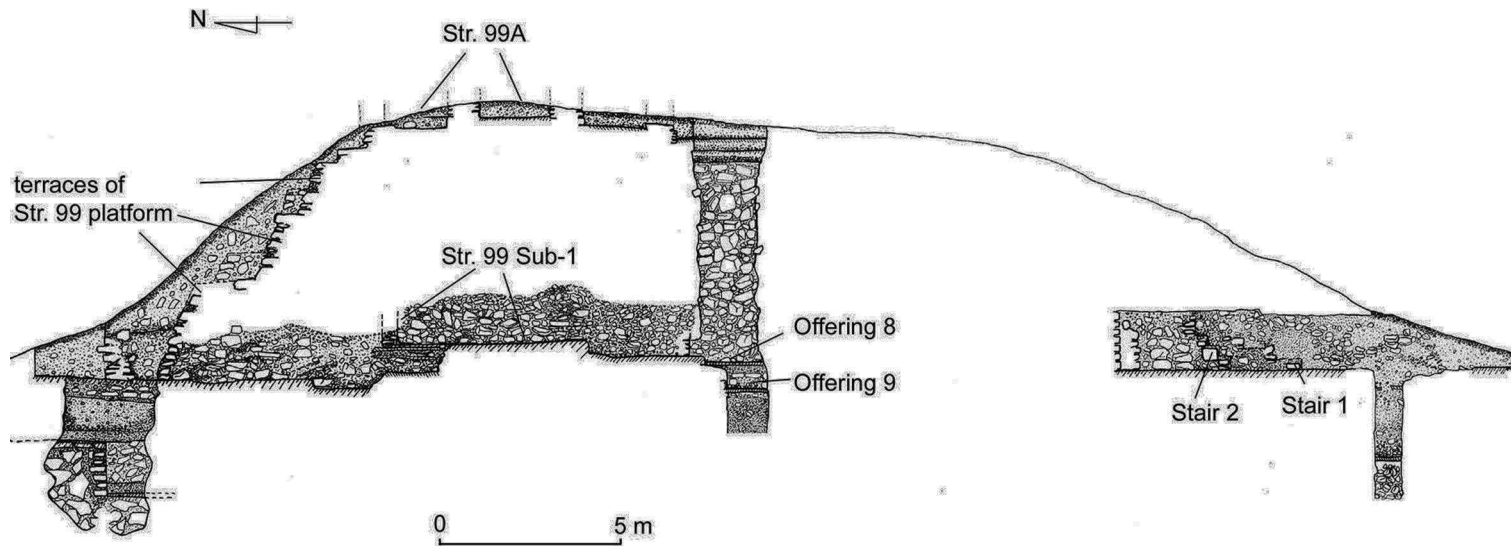 N
Str. 99A
terraces of
Str. 99 platform
Str. 99 Sub-1
Offering 8
Offering 9
Stair 2
Stair 1
0
5 m